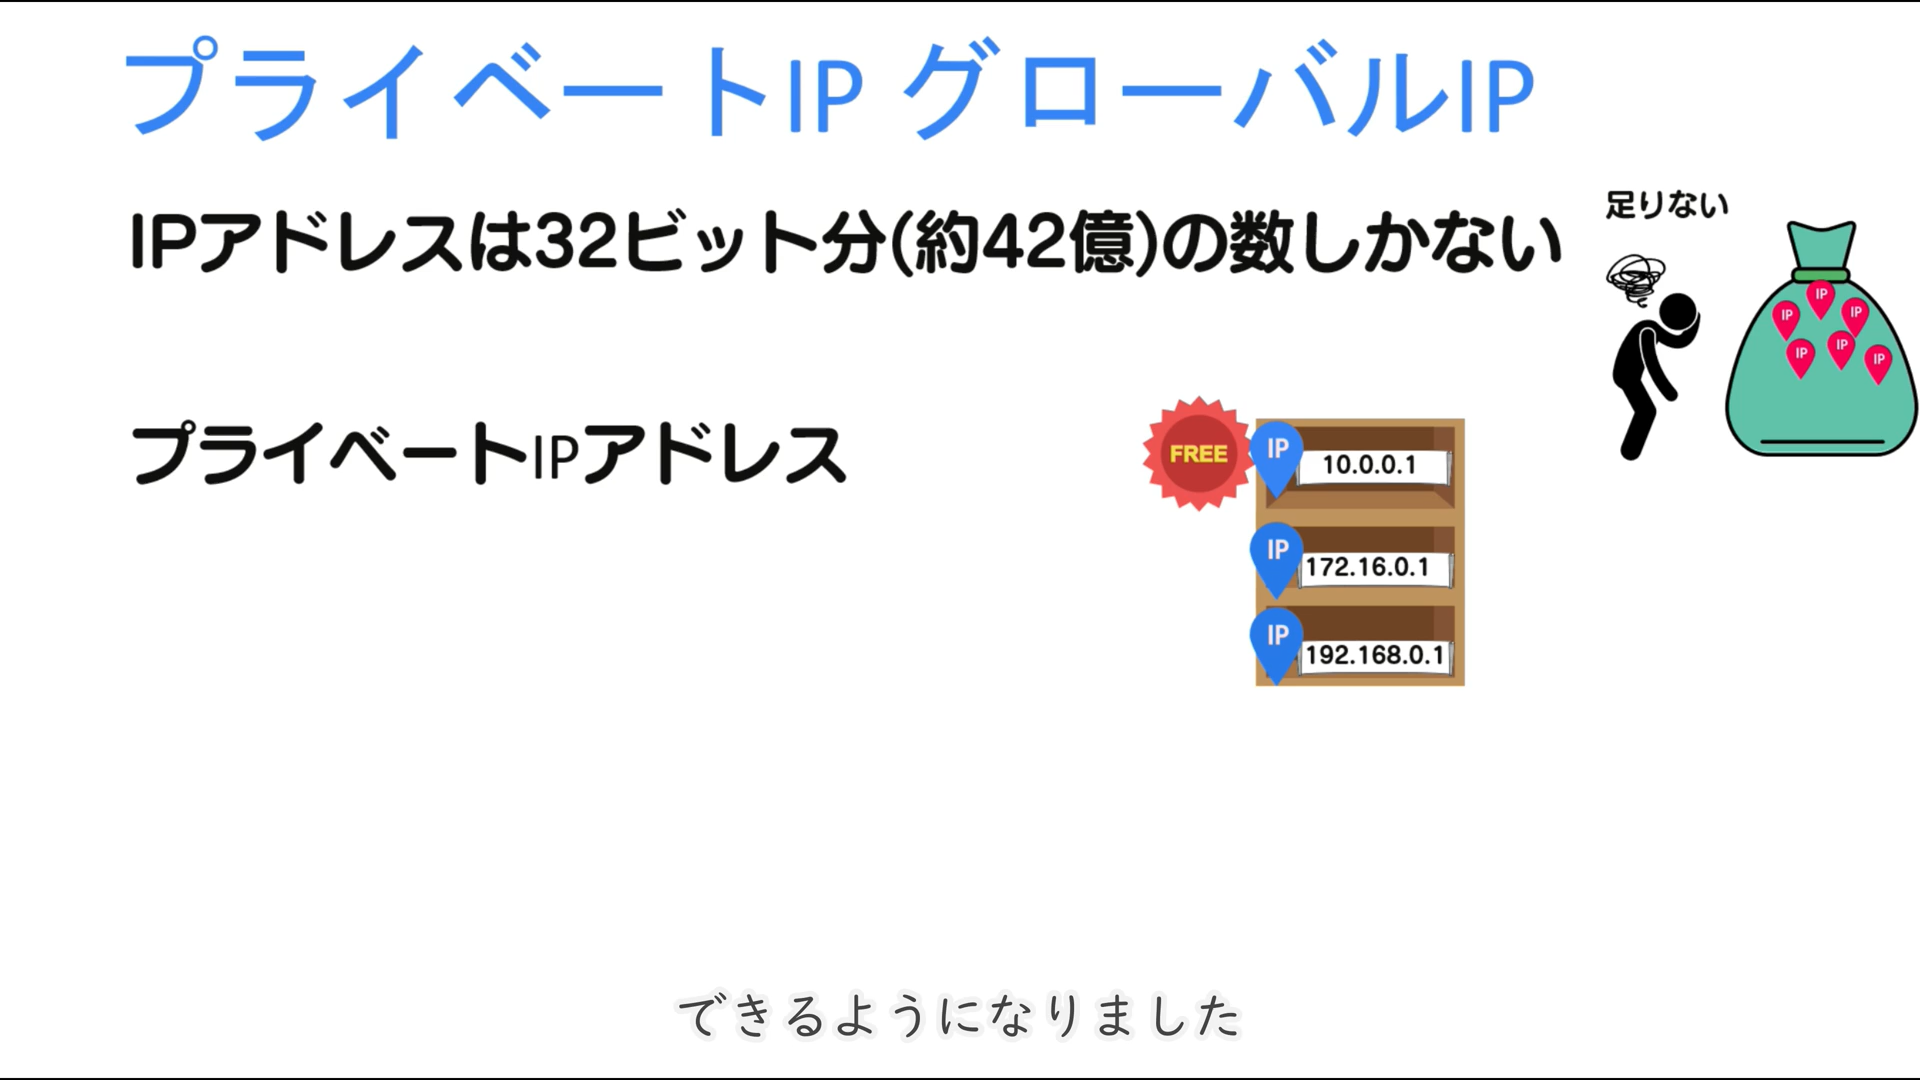 プライベートIP グローバルIP
IPアドレスは32ビット分(約42億)の数しかない
足りない
IP
IP
IP
IP
IP
IP
プライベートIPアドレス
FREE
IP
10.0.0.1
IP
172.16.0.1
IP
192.168.0.1
できるようになりました